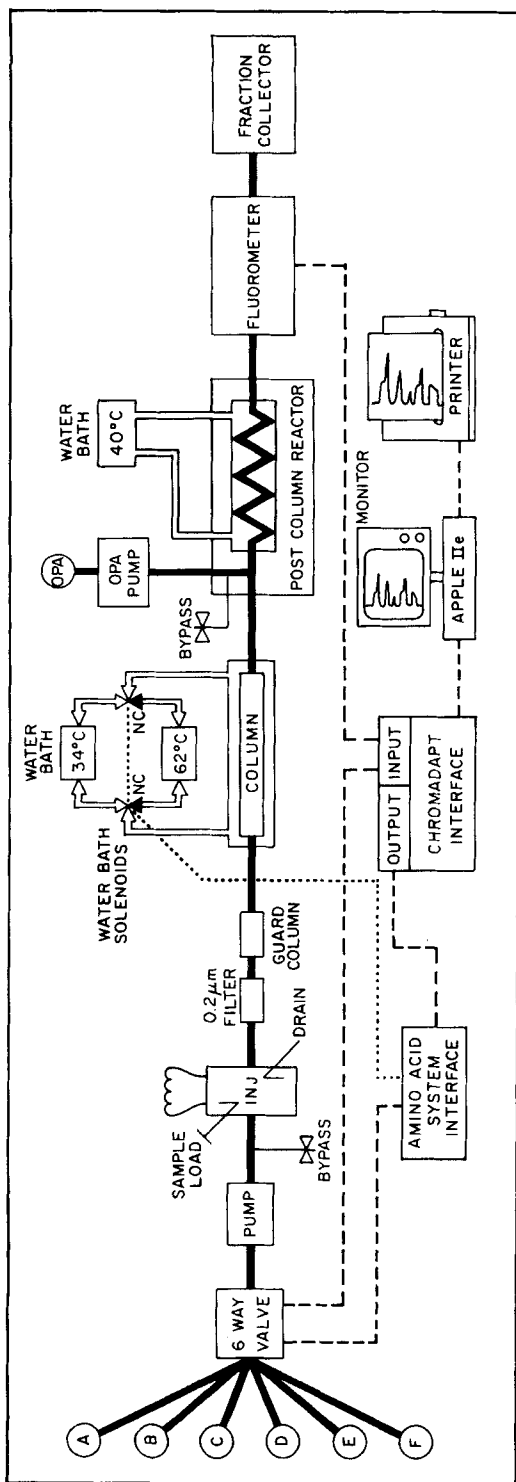 A
B
C
D
E
F
6 WAY
VALVE
PUMP
BYPASS
SAMPLE
LOAD
INJ
DRAIN
0.2µm
FILTER
GUARD
COLUMN
COLUMN
WATER BATH
SOLENOIDS
WATER
BATH
34°C
62°C
NC
NC
BYPASS
OPA
OPA
PUMP
WATER
BATH
40°C
POST COLUMN REACTOR
FLUOROMETER
FRACTION
COLLECTOR
AMINO ACID
SYSTEM
INTERFACE
OUTPUT
INPUT
CHROMADAPT
INTERFACE
MONITOR
APPLE IIe
PRINTER